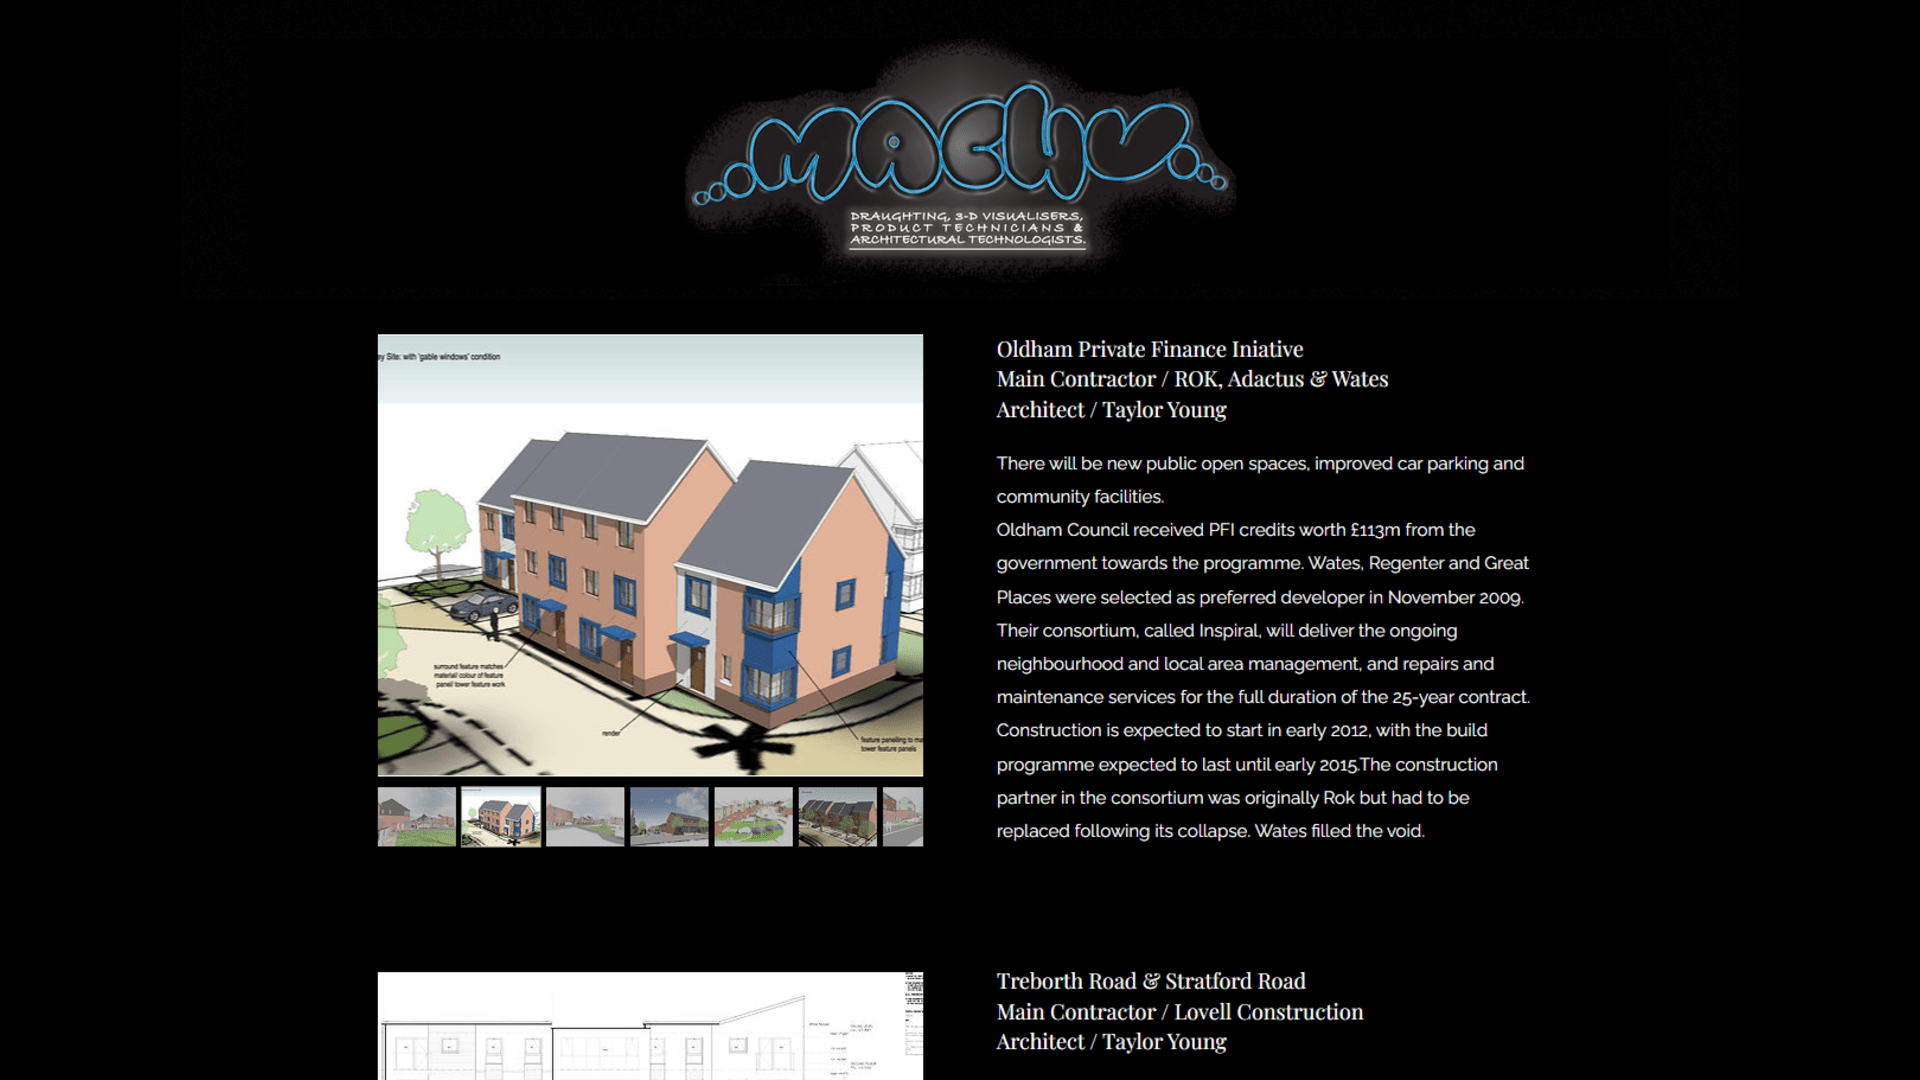 MACHU
DRAUGHTING, 3-D VISUALISERS,
PRODUCT TECHNICIANS &
ARCHITECTURAL TECHNOLOGISTS.
ey Site: with 'gable windows' condition
surround feature matches
material/ colour of feature
panel/ tower feature work
render
feature panelling to ma
tower feature panels
Oldham Private Finance Iniative
Main Contractor / ROK, Adactus & Wates
Architect / Taylor Young
There will be new public open spaces, improved car parking and
community facilities.
Oldham Council received PFI credits worth £113m from the
government towards the programme. Wates, Regenter and Great
Places were selected as preferred developer in November 2009.
Their consortium, called Inspiral, will deliver the ongoing
neighbourhood and local area management, and repairs and
maintenance services for the full duration of the 25-year contract.
Construction is expected to start in early 2012, with the build
programme expected to last until early 2015.The construction
partner in the consortium was originally Rok but had to be
replaced following its collapse. Wates filled the void.
Treborth Road & Stratford Road
Main Contractor / Lovell Construction
Architect / Taylor Young